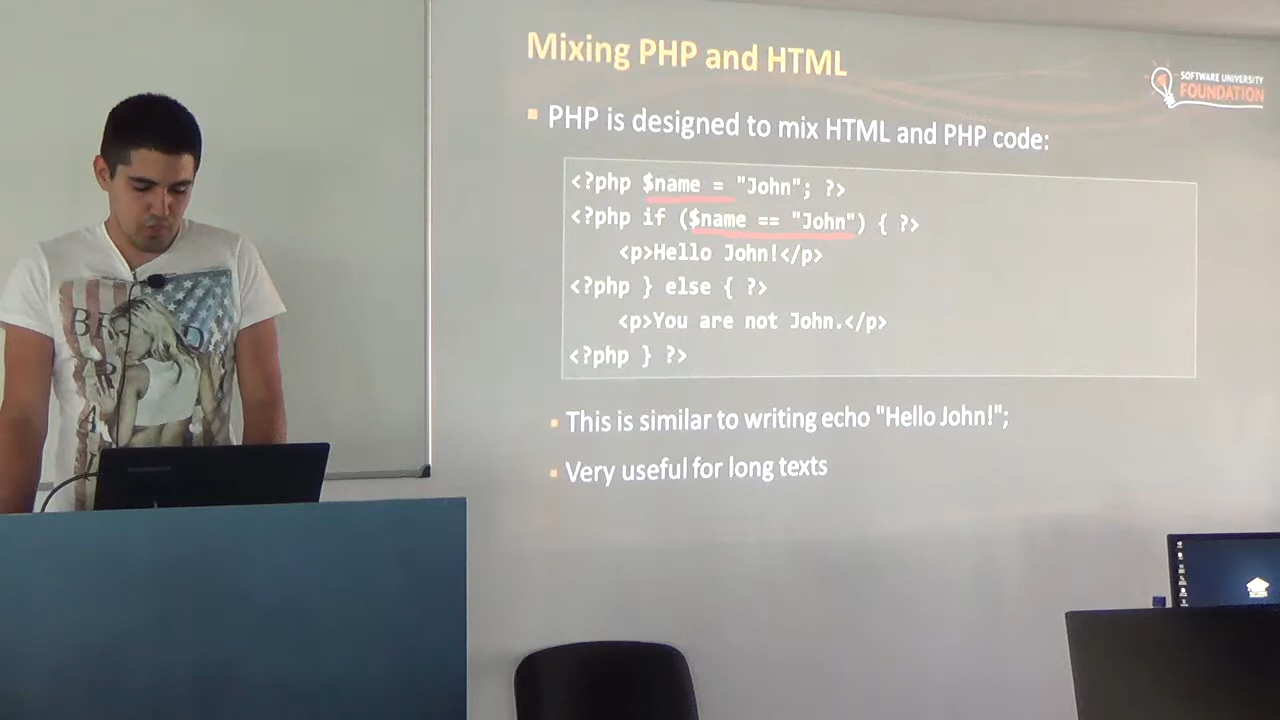 Mixing PHP and HTML
SOFTWARE UNIVERSITY
FOUNDATION
▪ PHP is designed to mix HTML and PHP code:
<?php $name = "John"; ?>
<?php if ($name == "John") { ?>
<p>Hello John!</p>
<?php } else { ?>
<p>You are not John.</p>
<?php } ?>
▪ This is similar to writing echo "Hello John!";
▪ Very useful for long texts